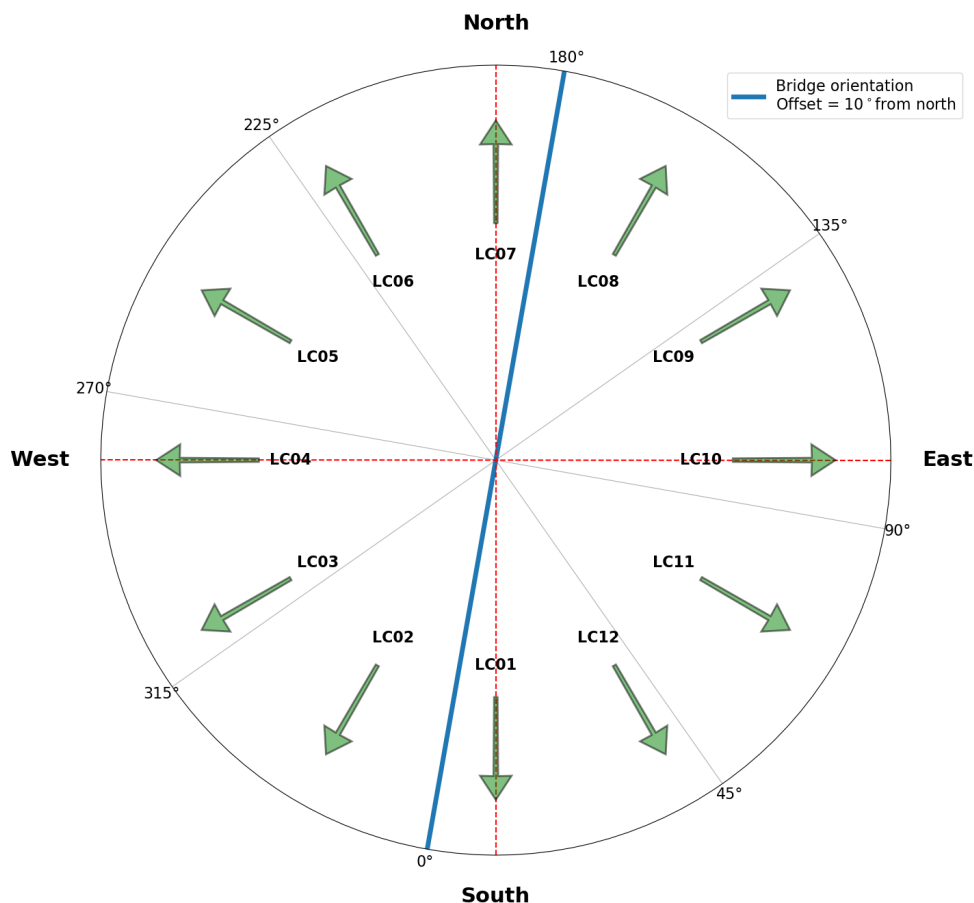 North
180°
Bridge orientation
Offset = 10°from north
225°
135°
LC07
LC06
LC08
LC05
LC09
270°
West
LC04
LC10
East
90°
LC03
LC11
LC02
LC12
LC01
315°
45°
0°
South